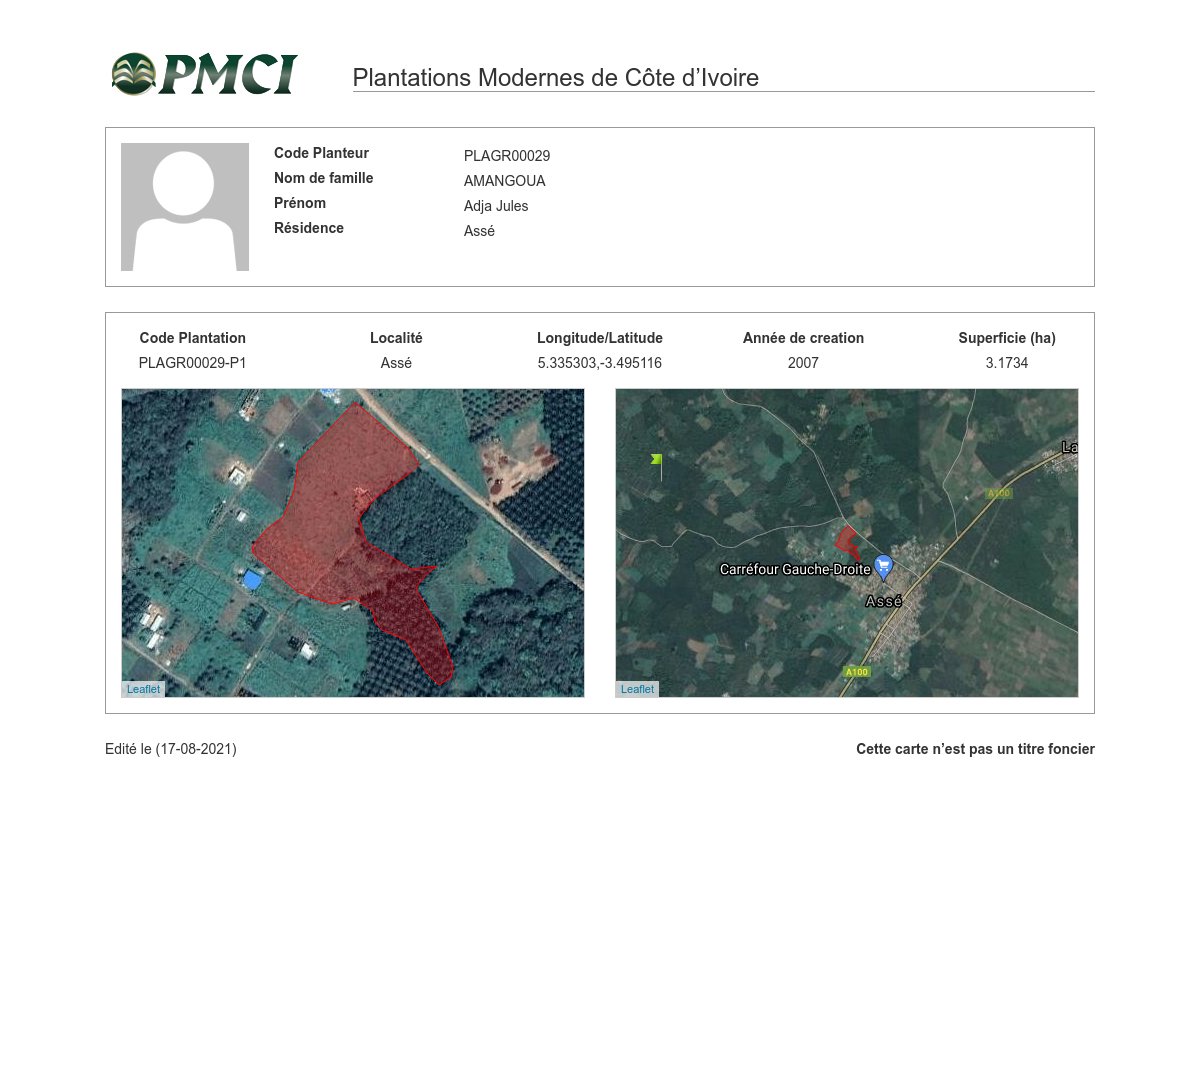 PMCI
Plantations Modernes de Côte d’Ivoire
Code Planteur PLAGR00029
Nom de famille AMANGOUA
Prénom Adja Jules
Résidence Assé
Code Plantation Localité Longitude/Latitude Année de creation Superficie (ha)
PLAGR00029-P1 Assé 5.335303,-3.495116 2007 3.1734
La
A100
Carréfour Gauche-Droite
Assé
A100
Leaflet
Leaflet
Edité le (17-08-2021)
Cette carte n’est pas un titre foncier